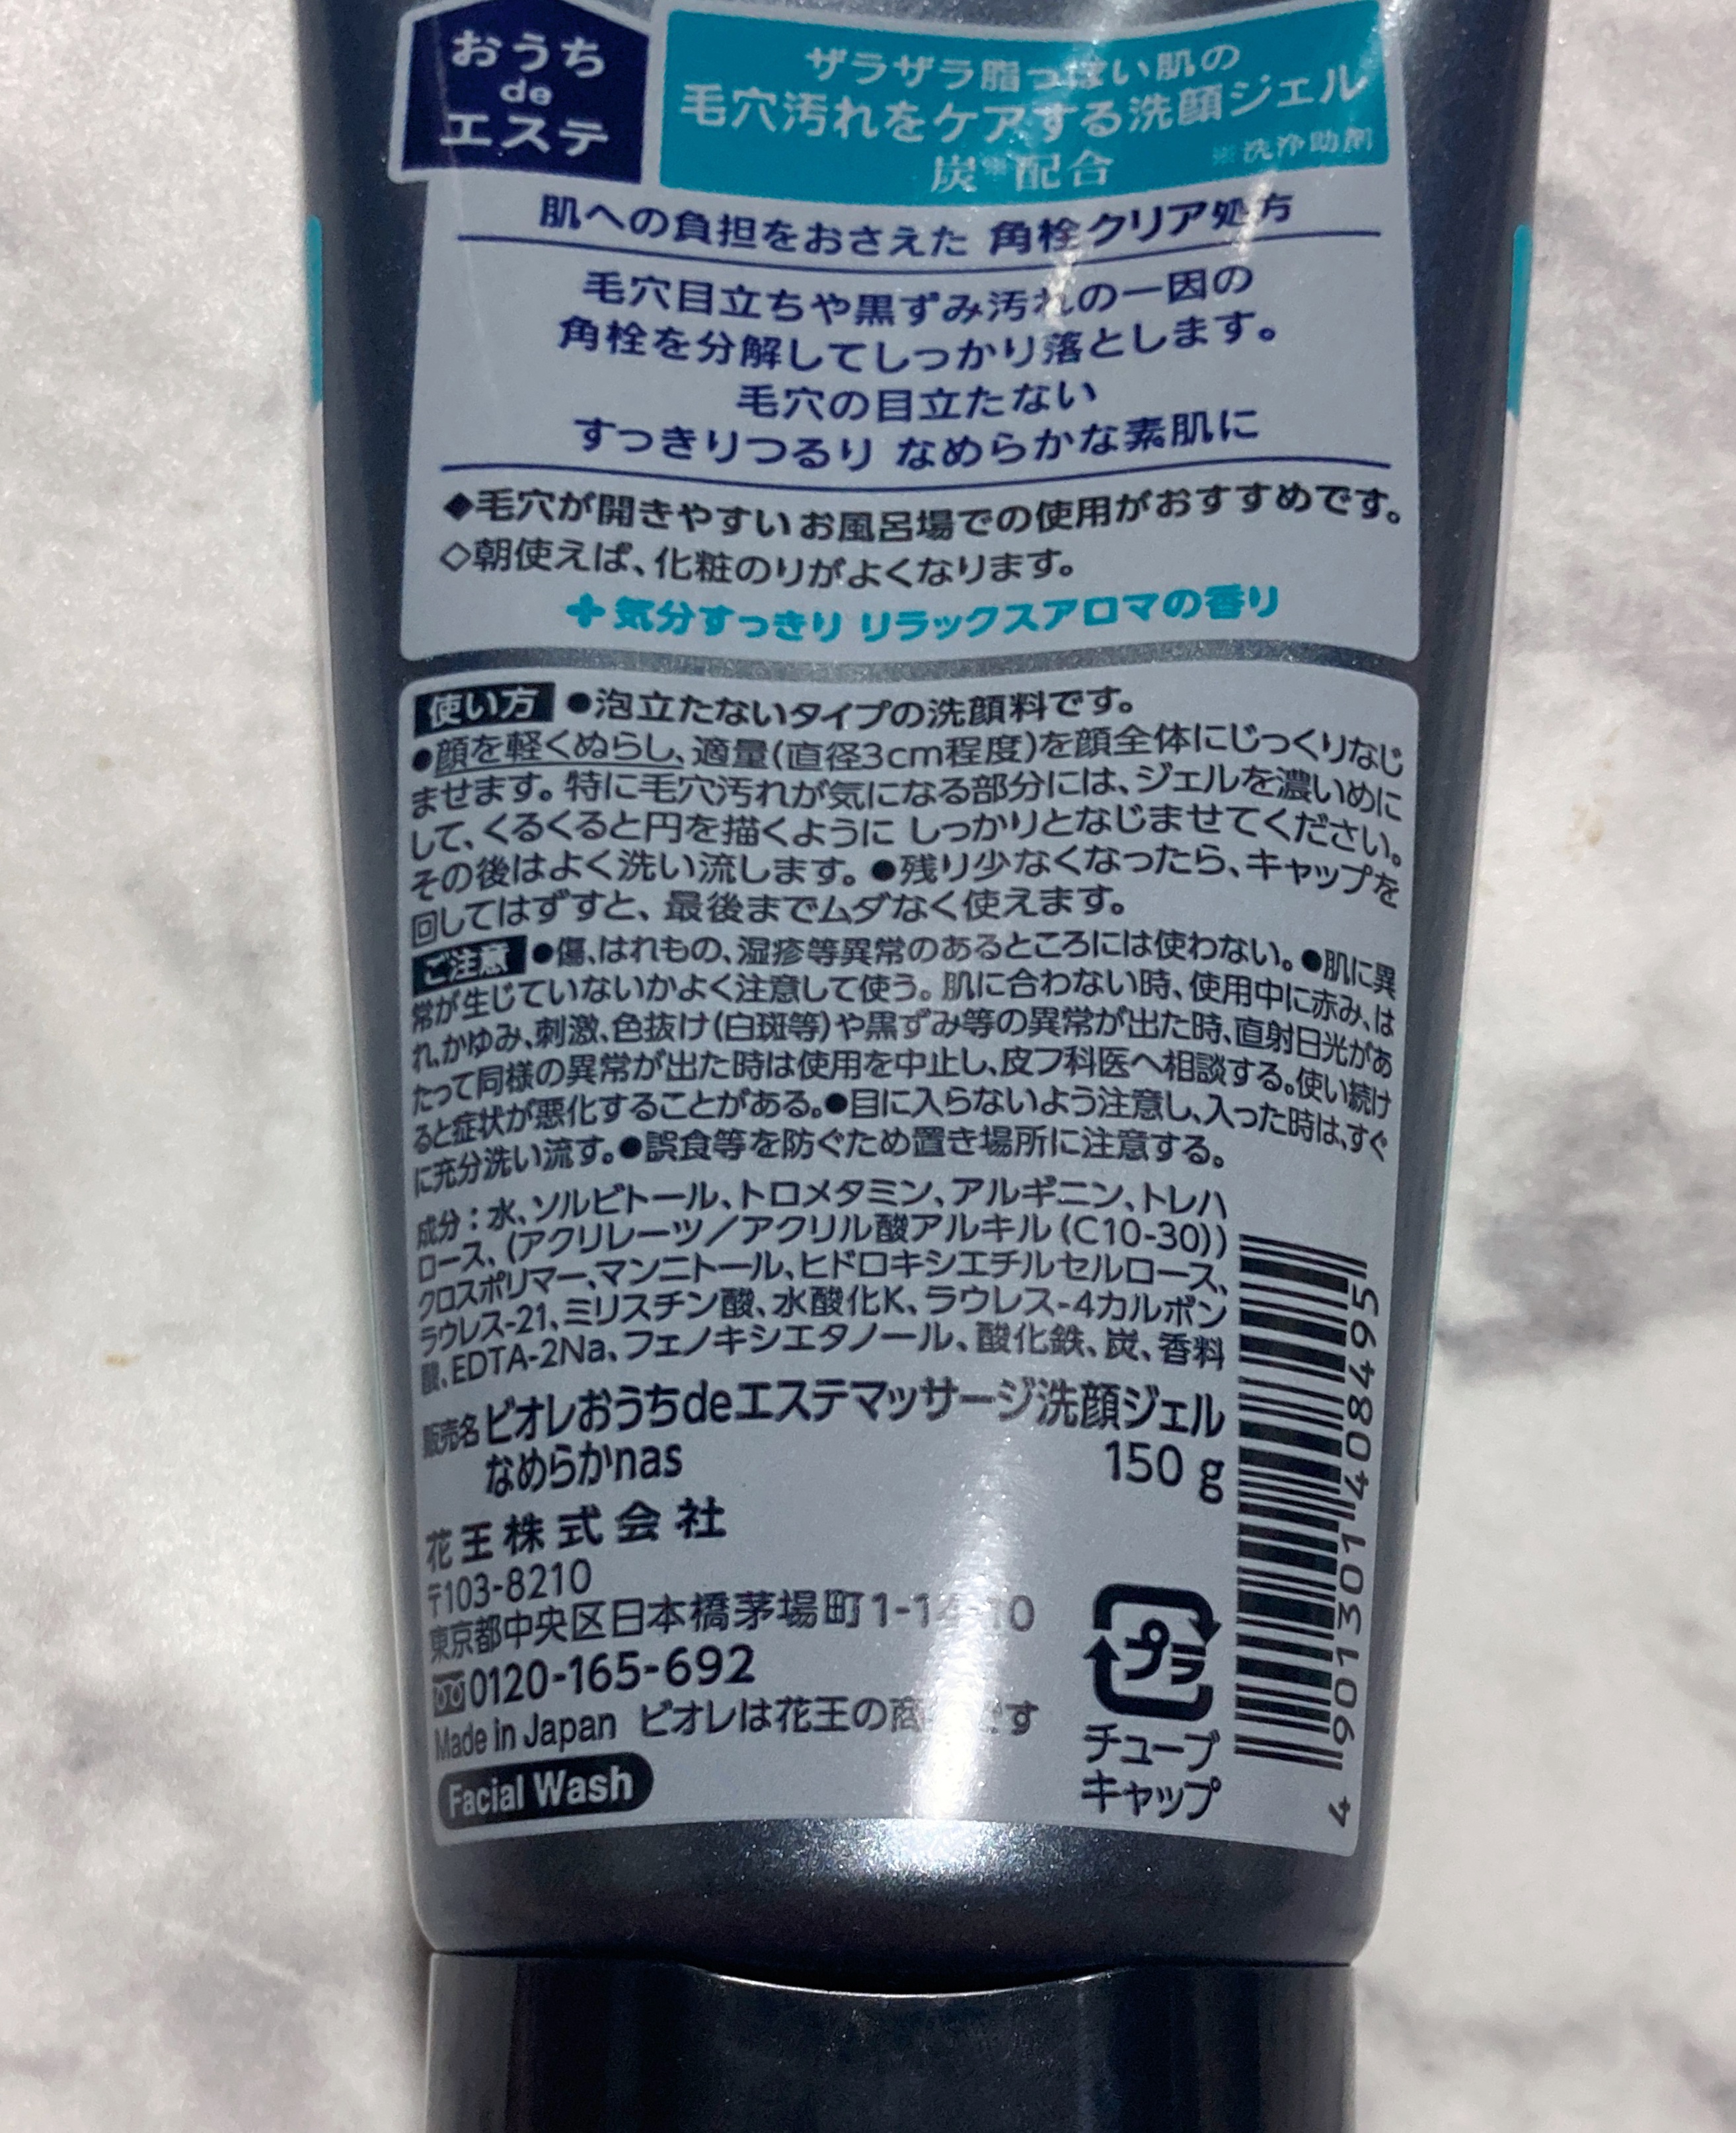 おうち
de
エステ
ザラザラ脂っぽい肌の
毛穴汚れをケアする洗顔ジェル
炭※配合 ※洗浄助剤
肌への負担をおさえた 角栓クリア処方
毛穴目立ちや黒ずみ汚れの一因の
角栓を分解してしっかり落とします。
毛穴の目立たない
すっきりつるり なめらかな素肌に
◆毛穴が開きやすいお風呂場での使用がおすすめです。
◇朝使えば、化粧のりがよくなります。
+気分すっきり リラックスアロマの香り
使い方 ●泡立たないタイプの洗顔料です。
●顔を軽くぬらし、適量(直径3cm程度)を顔全体にじっくりなじ
ませます。特に毛穴汚れが気になる部分には、ジェルを濃いめに
して、くるくると円を描くように しっかりとなじませてください。
その後はよく洗い流します。●残り少なくなったら、キャップを
回してはずすと、最後までムダなく使えます。
ご注意 ●傷、はれもの、湿疹等異常のあるところには使わない。●肌に異
常が生じていないかよく注意して使う。肌に合わない時、使用中に赤み、は
れ、かゆみ、刺激、色抜け(白斑等)や黒ずみ等の異常が出た時、直射日光があ
たって同様の異常が出た時は使用を中止し、皮フ科医へ相談する。使い続け
ると症状が悪化することがある。●目に入らないよう注意し、入った時は、すぐ
に充分洗い流す。●誤食等を防ぐため置き場所に注意する。
成分：水、ソルビトール、トロメタミン、アルギニン、トレハ
ロース、(アクリレーツ／アクリル酸アルキル(C10-30))
クロスポリマー、マンニトール、ヒドロキシエチルセルロース、
ラウレス-21、ミリスチン酸、水酸化K、ラウレス-4カルボン
酸、EDTA-2Na、フェノキシエタノール、酸化鉄、炭、香料
販売名 ビオレおうちdeエステマッサージ洗顔ジェル
なめらかnas 150 g
花王株式会社
〒103-8210
東京都中央区日本橋茅場町1-14-10
0120-165-692
Made in Japan ビオレは花王の商 です
Facial Wash
プラ
チューブ
キャップ
4 901301 408495